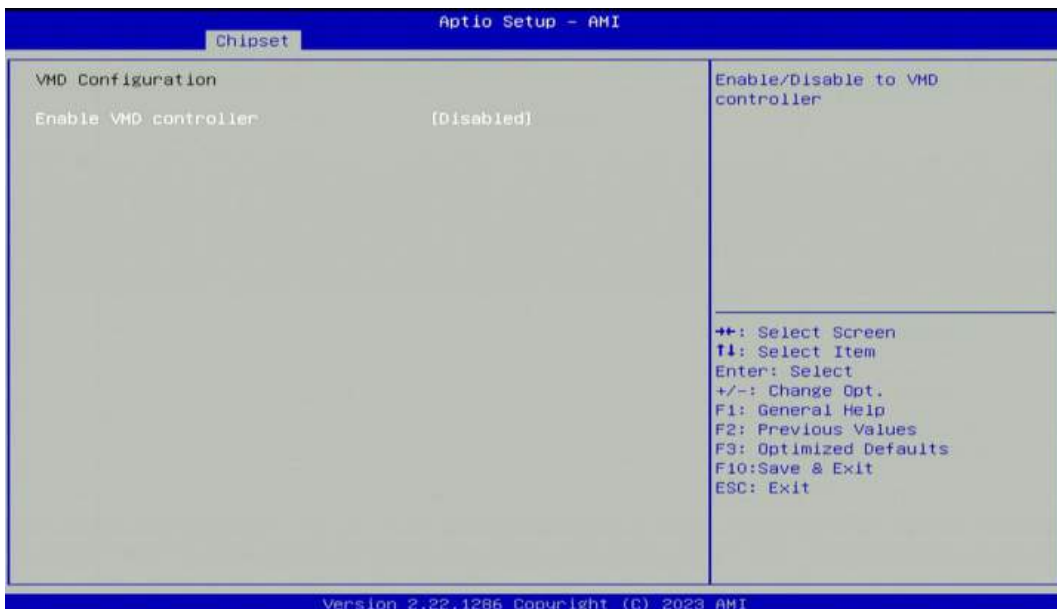 Aptio Setup - AMI
Chipset
VMD Configuration
Enable VMD controller [Disabled]
Enable/Disable to VMD
controller
→←: Select Screen
↑↓: Select Item
Enter: Select
+/-: Change Opt.
F1: General Help
F2: Previous Values
F3: Optimized Defaults
F10:Save & Exit
ESC: Exit
Version 2.22.1286 Copyright (C) 2023 AMI